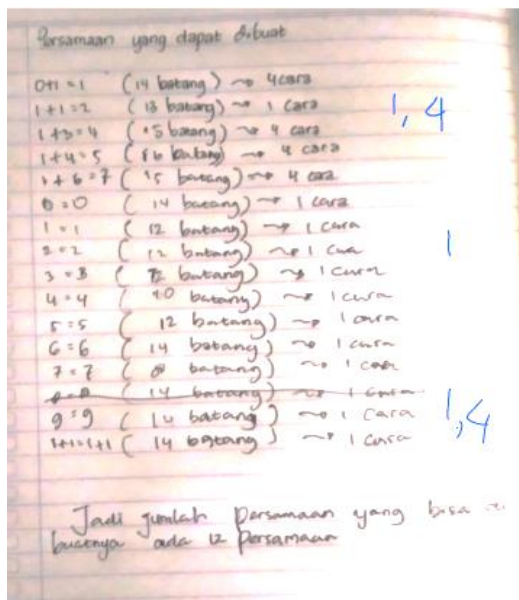 Persamaan yang dapat dibuat
0+1 = 1 (14 batang) ~> 4 cara
1+1 = 2 (13 batang) ~> 1 cara
1, 4
1+3 = 4 (15 batang) ~> 4 cara
1+4 = 5 (batang) ~> 4 cara
1+6 = 7 (15 batang) ~> 4 cara
0 = 0 (14 batang) ~> 1 cara
1 = 1 (12 batang) ~> 1 cara
2 = 2 (12 batang) ~> 1 cara
1
3 = 3 (12 batang) ~> 1 cara
4 = 4 (10 batang) ~> 1 cara
5 = 5 (12 batang) ~> 1 cara
6 = 6 (14 batang) ~> 1 cara
7 = 7 (batang) ~> 1 cara
8 = 8 (14 batang) ~> 1 cara
9 = 9 (batang) ~> 1 cara
1,4
1+1=1+1 (14 batang) ~> 1 cara
Jadi jumlah persamaan yang bisa
buatnya ada 12 persamaan